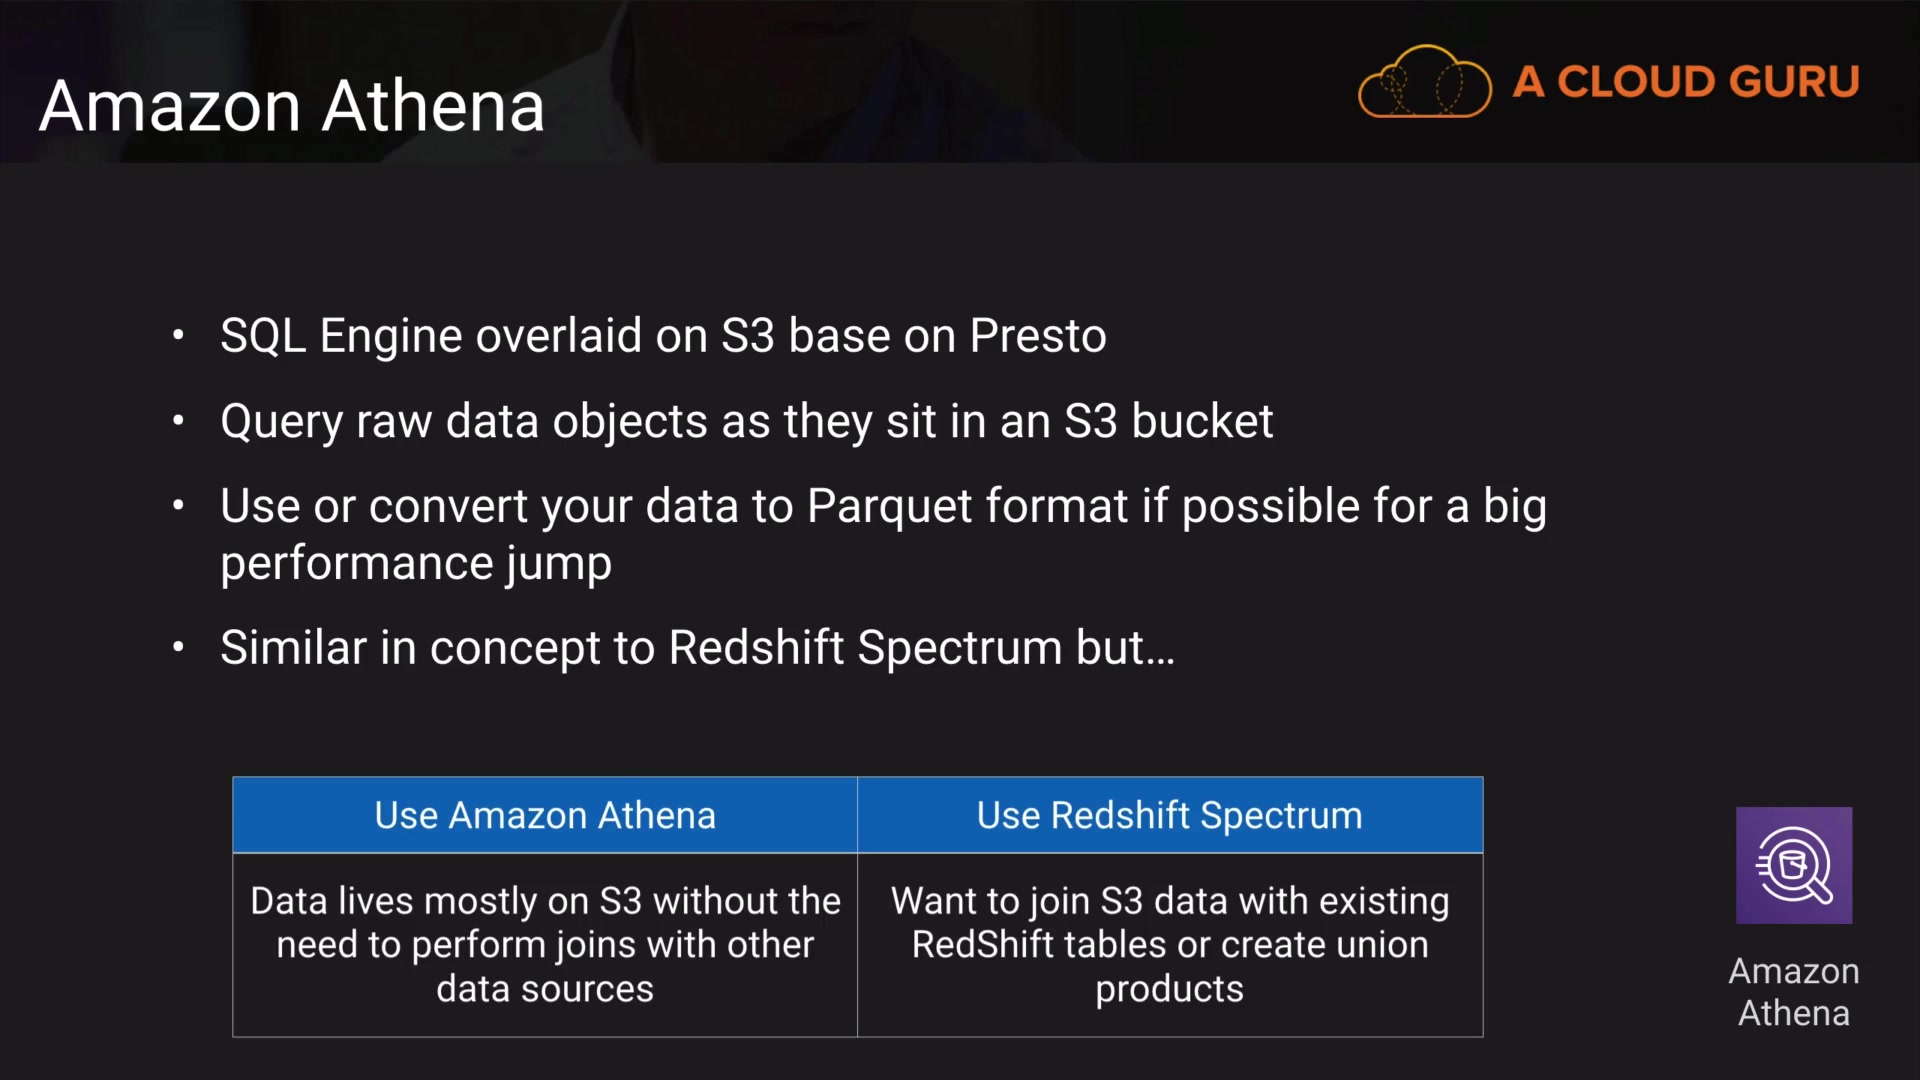 Amazon Athena
A CLOUD GURU
• SQL Engine overlaid on S3 base on Presto
• Query raw data objects as they sit in an S3 bucket
• Use or convert your data to Parquet format if possible for a big
performance jump
• Similar in concept to Redshift Spectrum but...
Use Amazon Athena
Use Redshift Spectrum
Data lives mostly on S3 without the
need to perform joins with other
data sources
Want to join S3 data with existing
RedShift tables or create union
products
Amazon
Athena